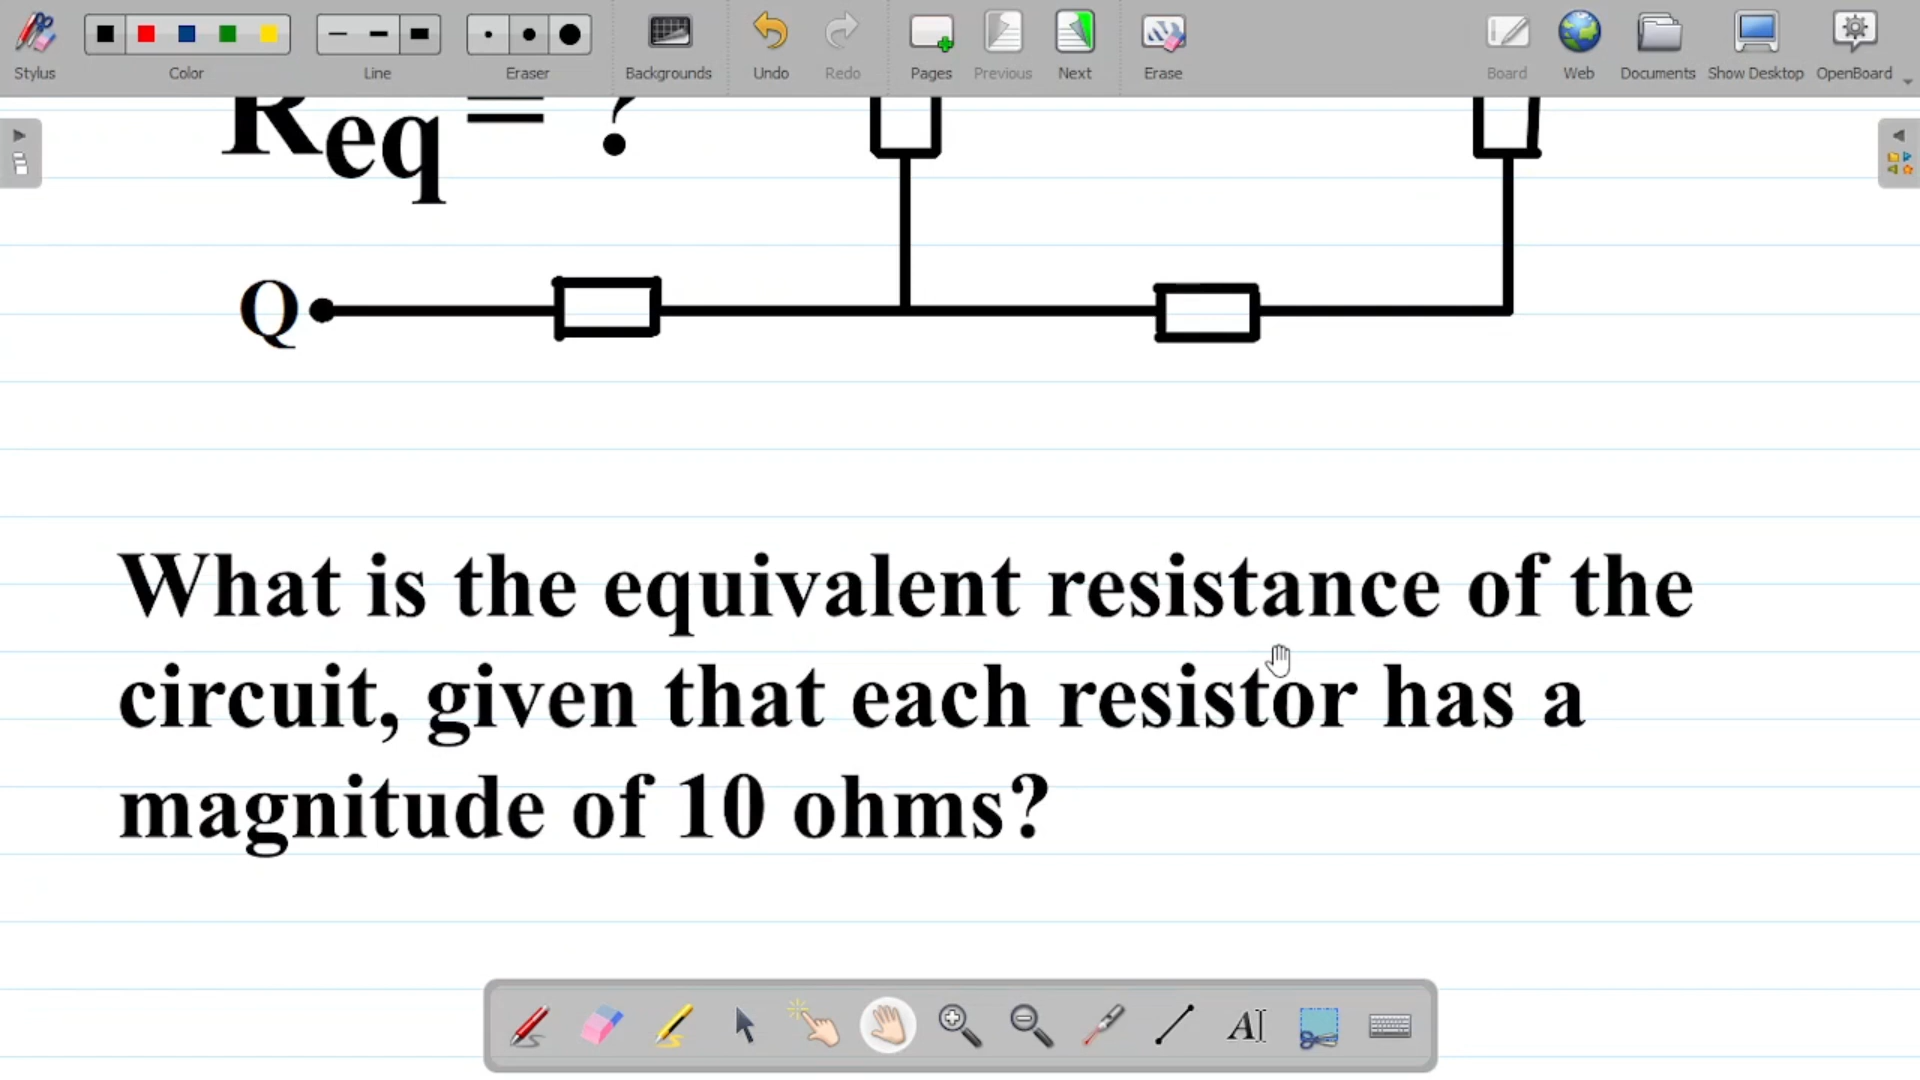 Stylus
Color
Line
Eraser
Backgrounds
Undo
Redo
Pages
Previous
Next
Erase
Board
Web
Documents
Show Desktop
OpenBoard
Req = ?
Q
What is the equivalent resistance of the
circuit, given that each resistor has a
magnitude of 10 ohms?
AI